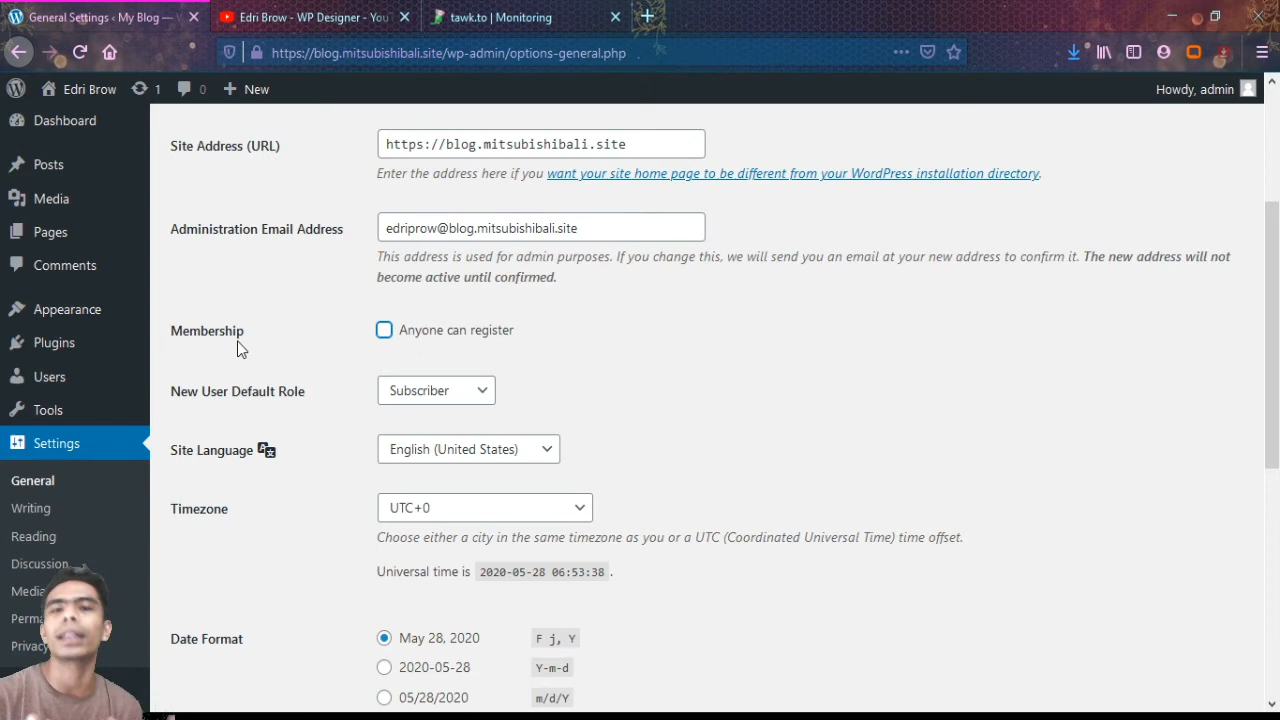 General Settings ‹ My Blog —
Edri Brow - WP Designer - You
tawk.to | Monitoring
https://blog.mitsubishibali.site/wp-admin/options-general.php
Edri Brow
1
0
New
Howdy, admin
Dashboard
Posts
Media
Pages
Comments
Appearance
Plugins
Users
Tools
Settings
General
Writing
Reading
Discussion
Media
Perma
Privacy
Site Address (URL)
https://blog.mitsubishibali.site
Enter the address here if you want your site home page to be different from your WordPress installation directory.
Administration Email Address
edriprow@blog.mitsubishibali.site
This address is used for admin purposes. If you change this, we will send you an email at your new address to confirm it. The new address will not
become active until confirmed.
Membership
Anyone can register
New User Default Role
Subscriber
Site Language
English (United States)
Timezone
UTC+0
Choose either a city in the same timezone as you or a UTC (Coordinated Universal Time) time offset.
Universal time is 2020-05-28 06:53:38 .
Date Format
May 28, 2020
F j, Y
2020-05-28
Y-m-d
05/28/2020
m/d/Y